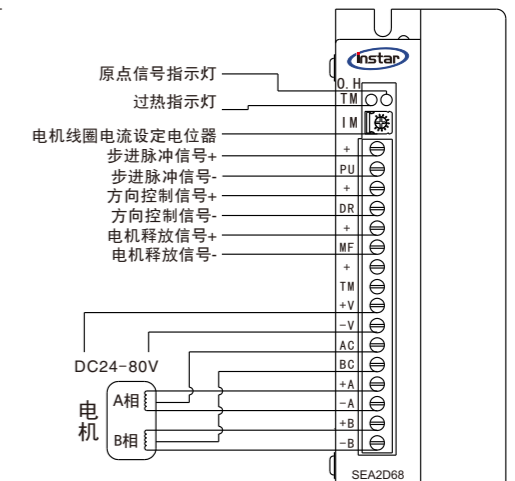 instar
O.H
原点信号指示灯
TM
过热指示灯
IM
电机线圈电流设定电位器
+
步进脉冲信号+
PU
步进脉冲信号-
+
方向控制信号+
DR
方向控制信号-
+
电机释放信号+
MF
电机释放信号-
+
TM
+V
-V
AC
DC24-80V
BC
+A
A相
-A
电机
+B
B相
-B
SEA2D68